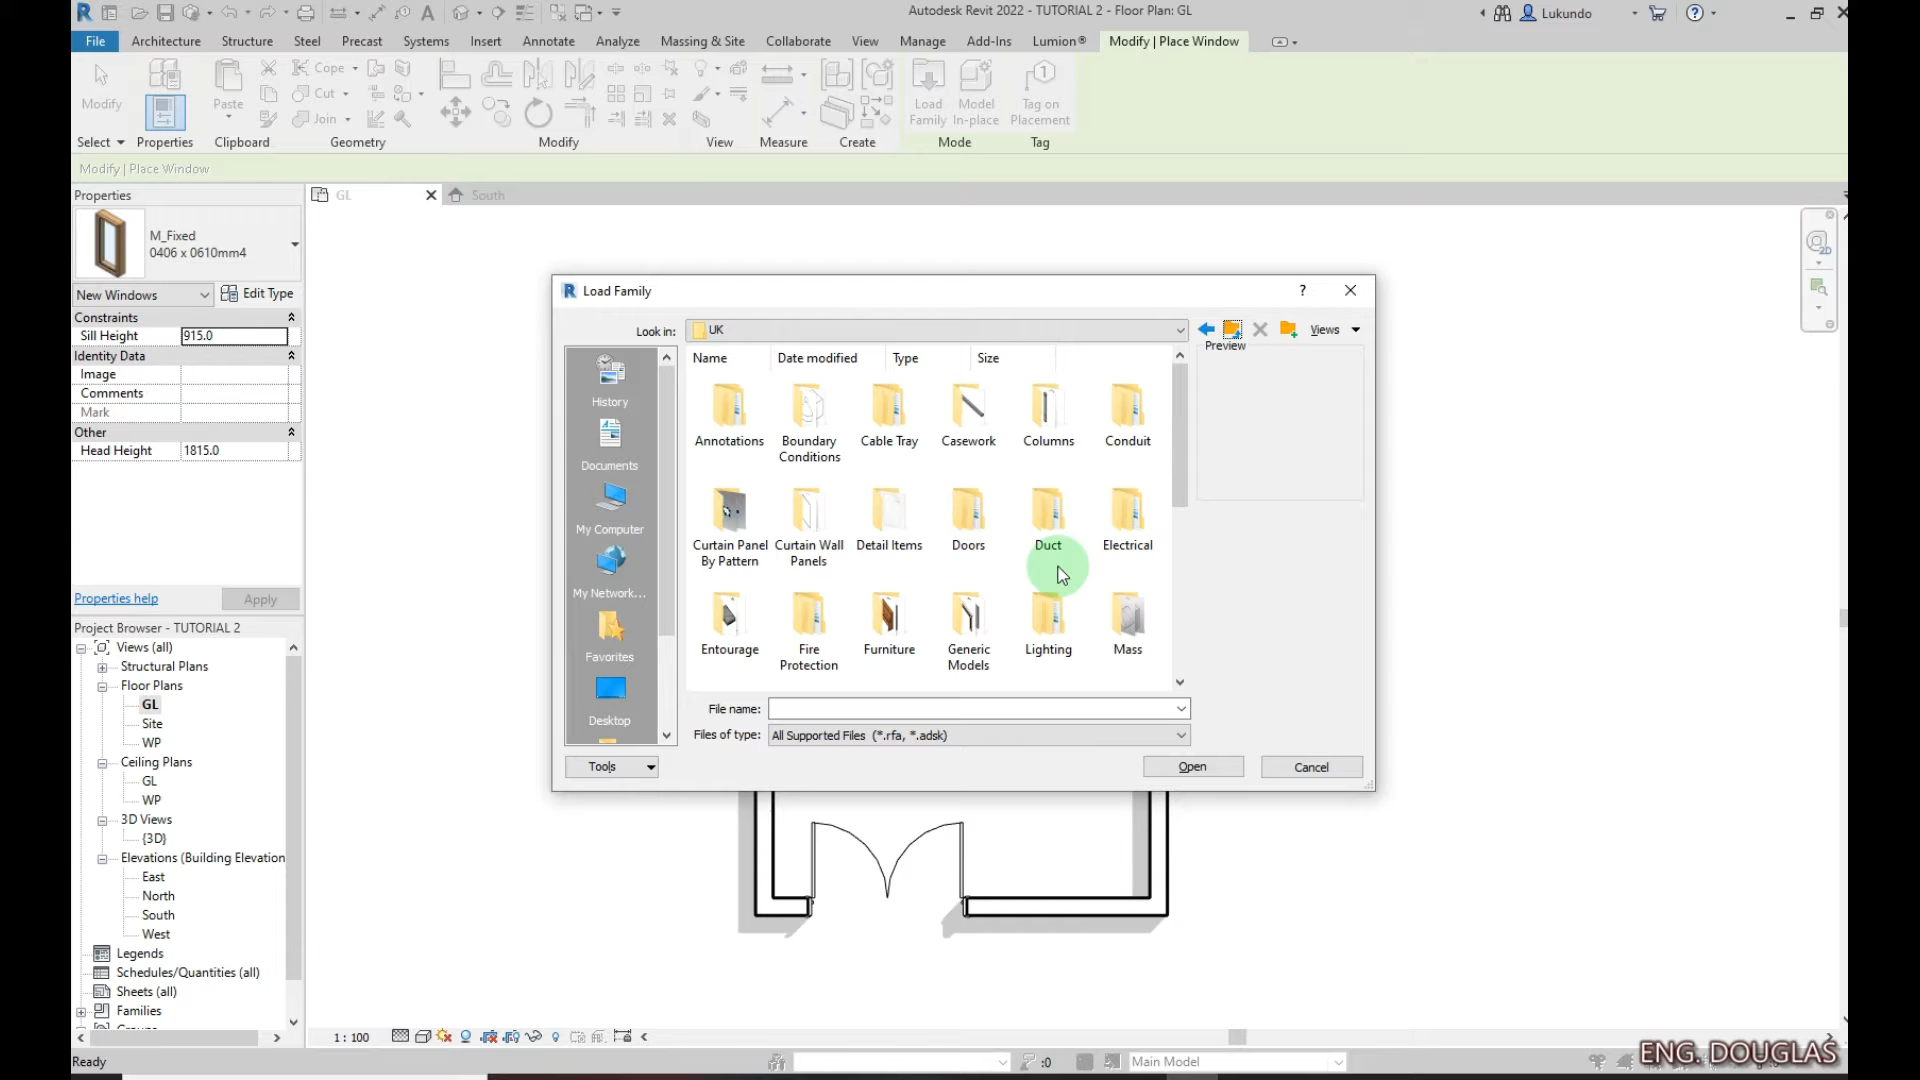 Autodesk Revit 2022 - TUTORIAL 2 - Floor Plan: GL
Lukundo
File Architecture Structure Steel Precast Systems Insert Annotate Analyze Massing & Site Collaborate View Manage Add-Ins Lumion® Modify | Place Window
Modify
Paste
Cope
Cut
Join
Load Family
Model In-place
Tag on Placement
Select Properties Clipboard Geometry Modify View Measure Create Mode Tag
Modify | Place Window
Properties
GL
South
M_Fixed
0406 x 0610mm4
New Windows
Edit Type
Constraints
Sill Height 915.0
Identity Data
Image
Comments
Mark
Other
Head Height 1815.0
Properties help
Apply
Project Browser - TUTORIAL 2
Views (all)
Structural Plans
Floor Plans
GL
Site
WP
Ceiling Plans
GL
WP
3D Views
{3D}
Elevations (Building Elevation
East
North
South
West
Legends
Schedules/Quantities (all)
Sheets (all)
Families
Load Family
Look in: UK
Views
Preview
History
Documents
My Computer
My Network...
Favorites
Desktop
Name Date modified Type Size
Annotations
Boundary Conditions
Cable Tray
Casework
Columns
Conduit
Curtain Panel By Pattern
Curtain Wall Panels
Detail Items
Doors
Duct
Electrical
Entourage
Fire Protection
Furniture
Generic Models
Lighting
Mass
File name:
Files of type: All Supported Files (*.rfa, *.adsk)
Tools
Open
Cancel
1 : 100
Ready
:0
Main Model
ENG. DOUGLAS